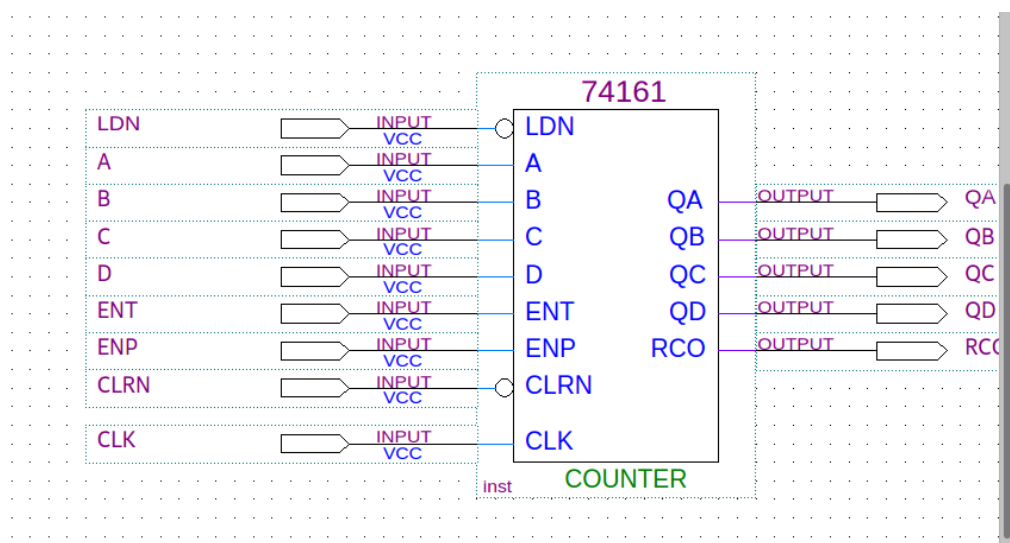 74161
LDN INPUT VCC LDN
A INPUT VCC A
B INPUT VCC B QA OUTPUT QA
C INPUT VCC C QB OUTPUT QB
D INPUT VCC D QC OUTPUT QC
ENT INPUT VCC ENT QD OUTPUT QD
ENP INPUT VCC ENP RCO OUTPUT RCO
CLRN INPUT VCC CLRN
CLK INPUT VCC CLK
inst COUNTER